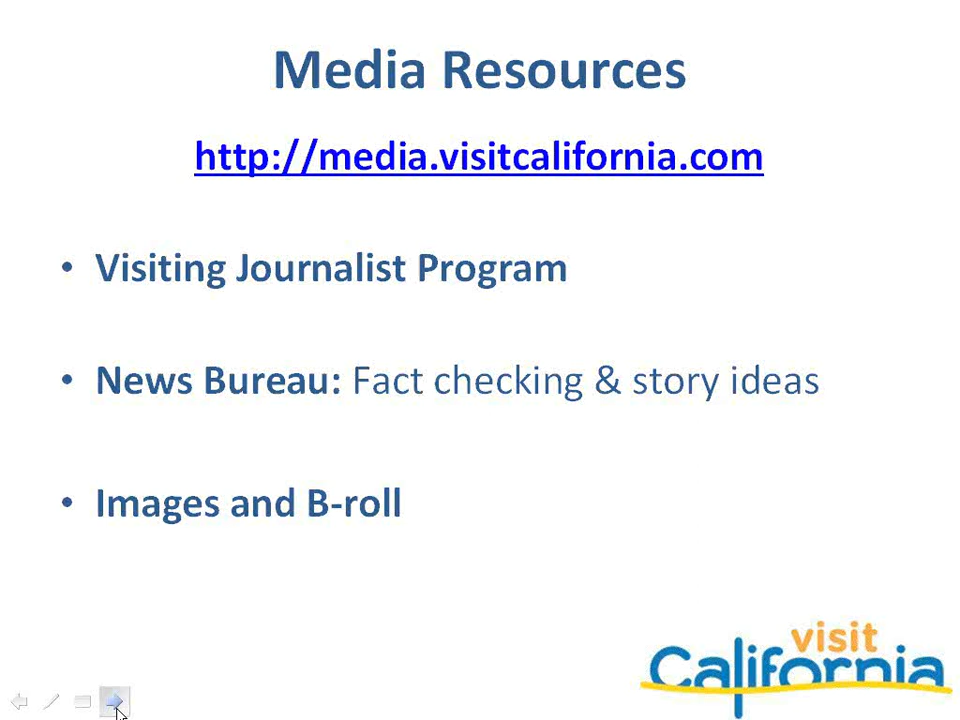 Media Resources
http://media.visitcalifornia.com
• Visiting Journalist Program
• News Bureau: Fact checking & story ideas
• Images and B-roll
visit
California